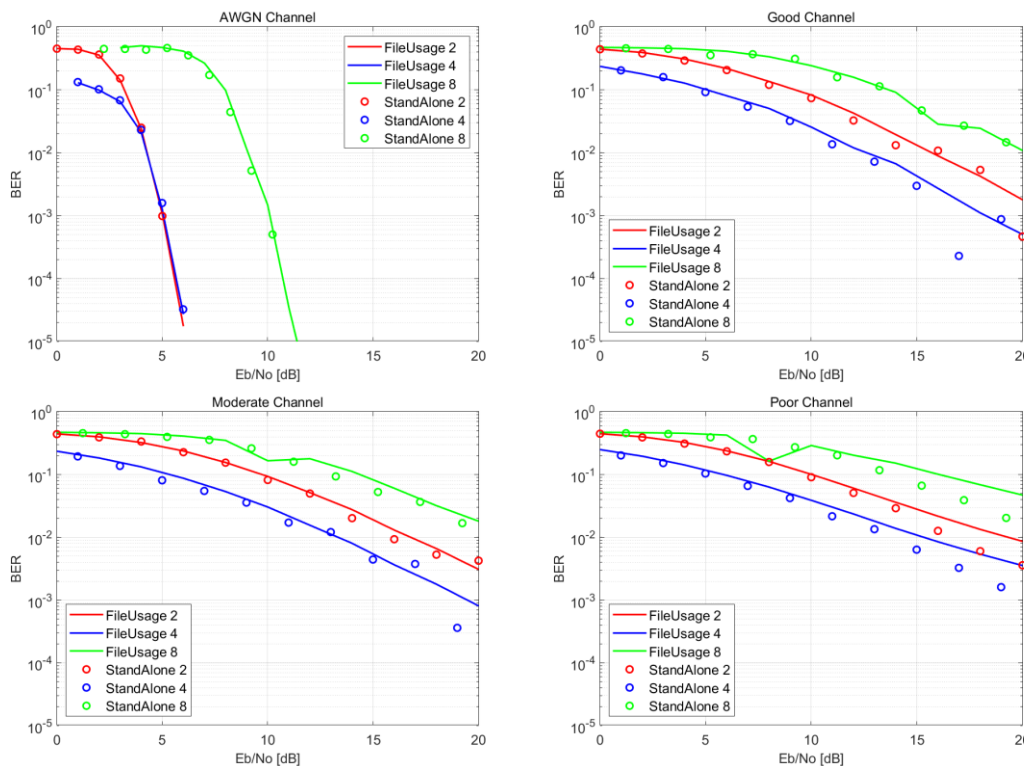 AWGN Channel
BER
10^0
10^-1
10^-2
10^-3
10^-4
10^-5
FileUsage 2
FileUsage 4
FileUsage 8
StandAlone 2
StandAlone 4
StandAlone 8
0 5 10 15 20
Eb/No [dB]
Good Channel
BER
10^0
10^-1
10^-2
10^-3
10^-4
10^-5
FileUsage 2
FileUsage 4
FileUsage 8
StandAlone 2
StandAlone 4
StandAlone 8
0 5 10 15 20
Eb/No [dB]
Moderate Channel
BER
10^0
10^-1
10^-2
10^-3
10^-4
10^-5
FileUsage 2
FileUsage 4
FileUsage 8
StandAlone 2
StandAlone 4
StandAlone 8
0 5 10 15 20
Eb/No [dB]
Poor Channel
BER
10^0
10^-1
10^-2
10^-3
10^-4
10^-5
FileUsage 2
FileUsage 4
FileUsage 8
StandAlone 2
StandAlone 4
StandAlone 8
0 5 10 15 20
Eb/No [dB]